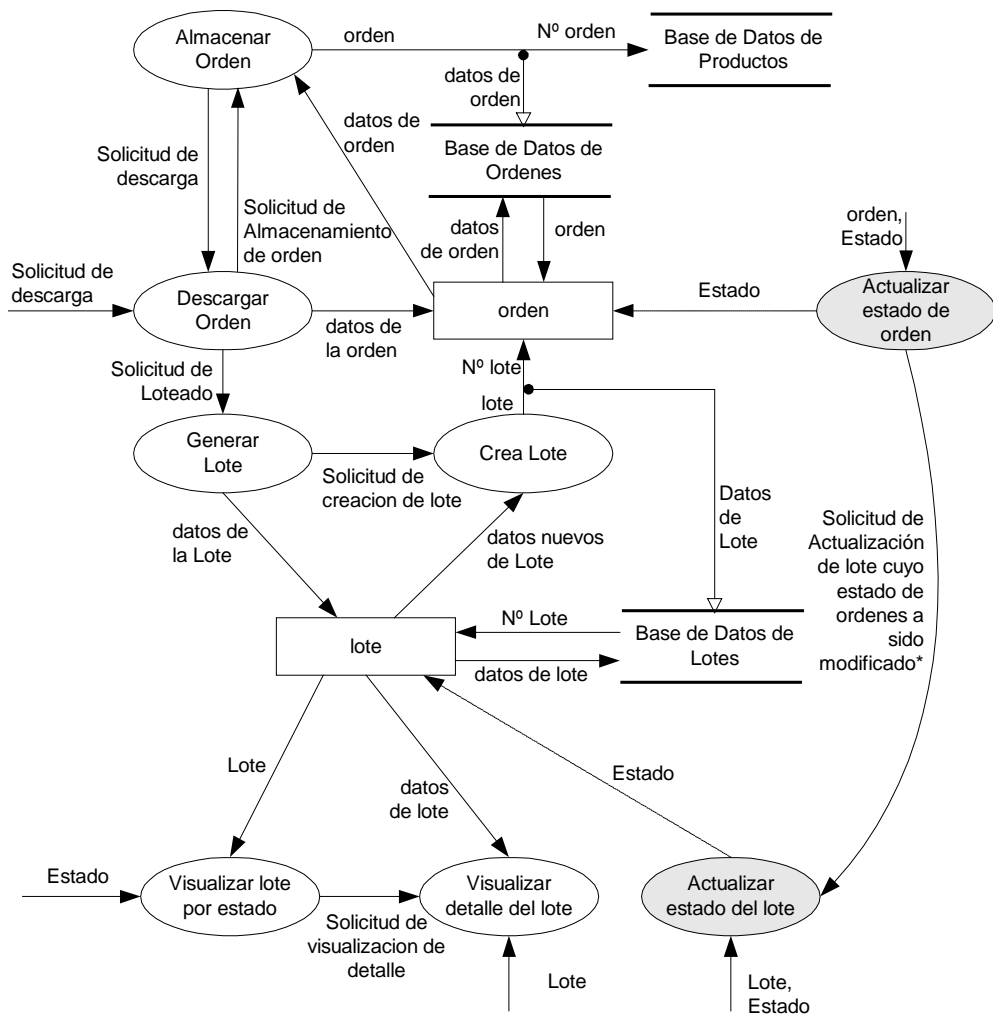 Almacenar
Orden
orden
Nº orden
Base de Datos de
Productos
datos de
orden
datos de
orden
Base de Datos de
Ordenes
Solicitud de
descarga
Solicitud de
Almacenamiento
de orden
datos
de orden
orden
orden,
Estado
Solicitud de
descarga
Descargar
Orden
datos de
la orden
orden
Estado
Actualizar
estado de
orden
Solicitud de
Loteado
Nº lote
lote
Generar
Lote
Solicitud de
creacion de lote
Crea Lote
datos de
la Lote
datos nuevos
de Lote
Datos
de
Lote
Solicitud de
Actualización
de lote cuyo
estado de
ordenes a
sido
modificado*
lote
Nº Lote
datos de lote
Base de Datos de
Lotes
Lote
datos
de lote
Estado
Estado
Visualizar lote
por estado
Solicitud de
visualizacion de
detalle
Visualizar
detalle del lote
Actualizar
estado del lote
Lote
Lote,
Estado